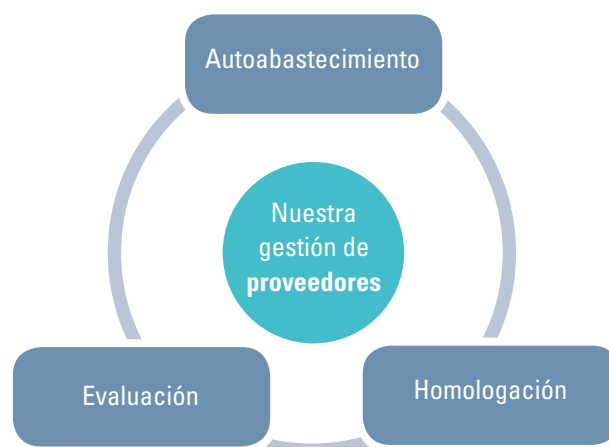 Autoabastecimiento
Nuestra
gestión de
proveedores
Evaluación
Homologación